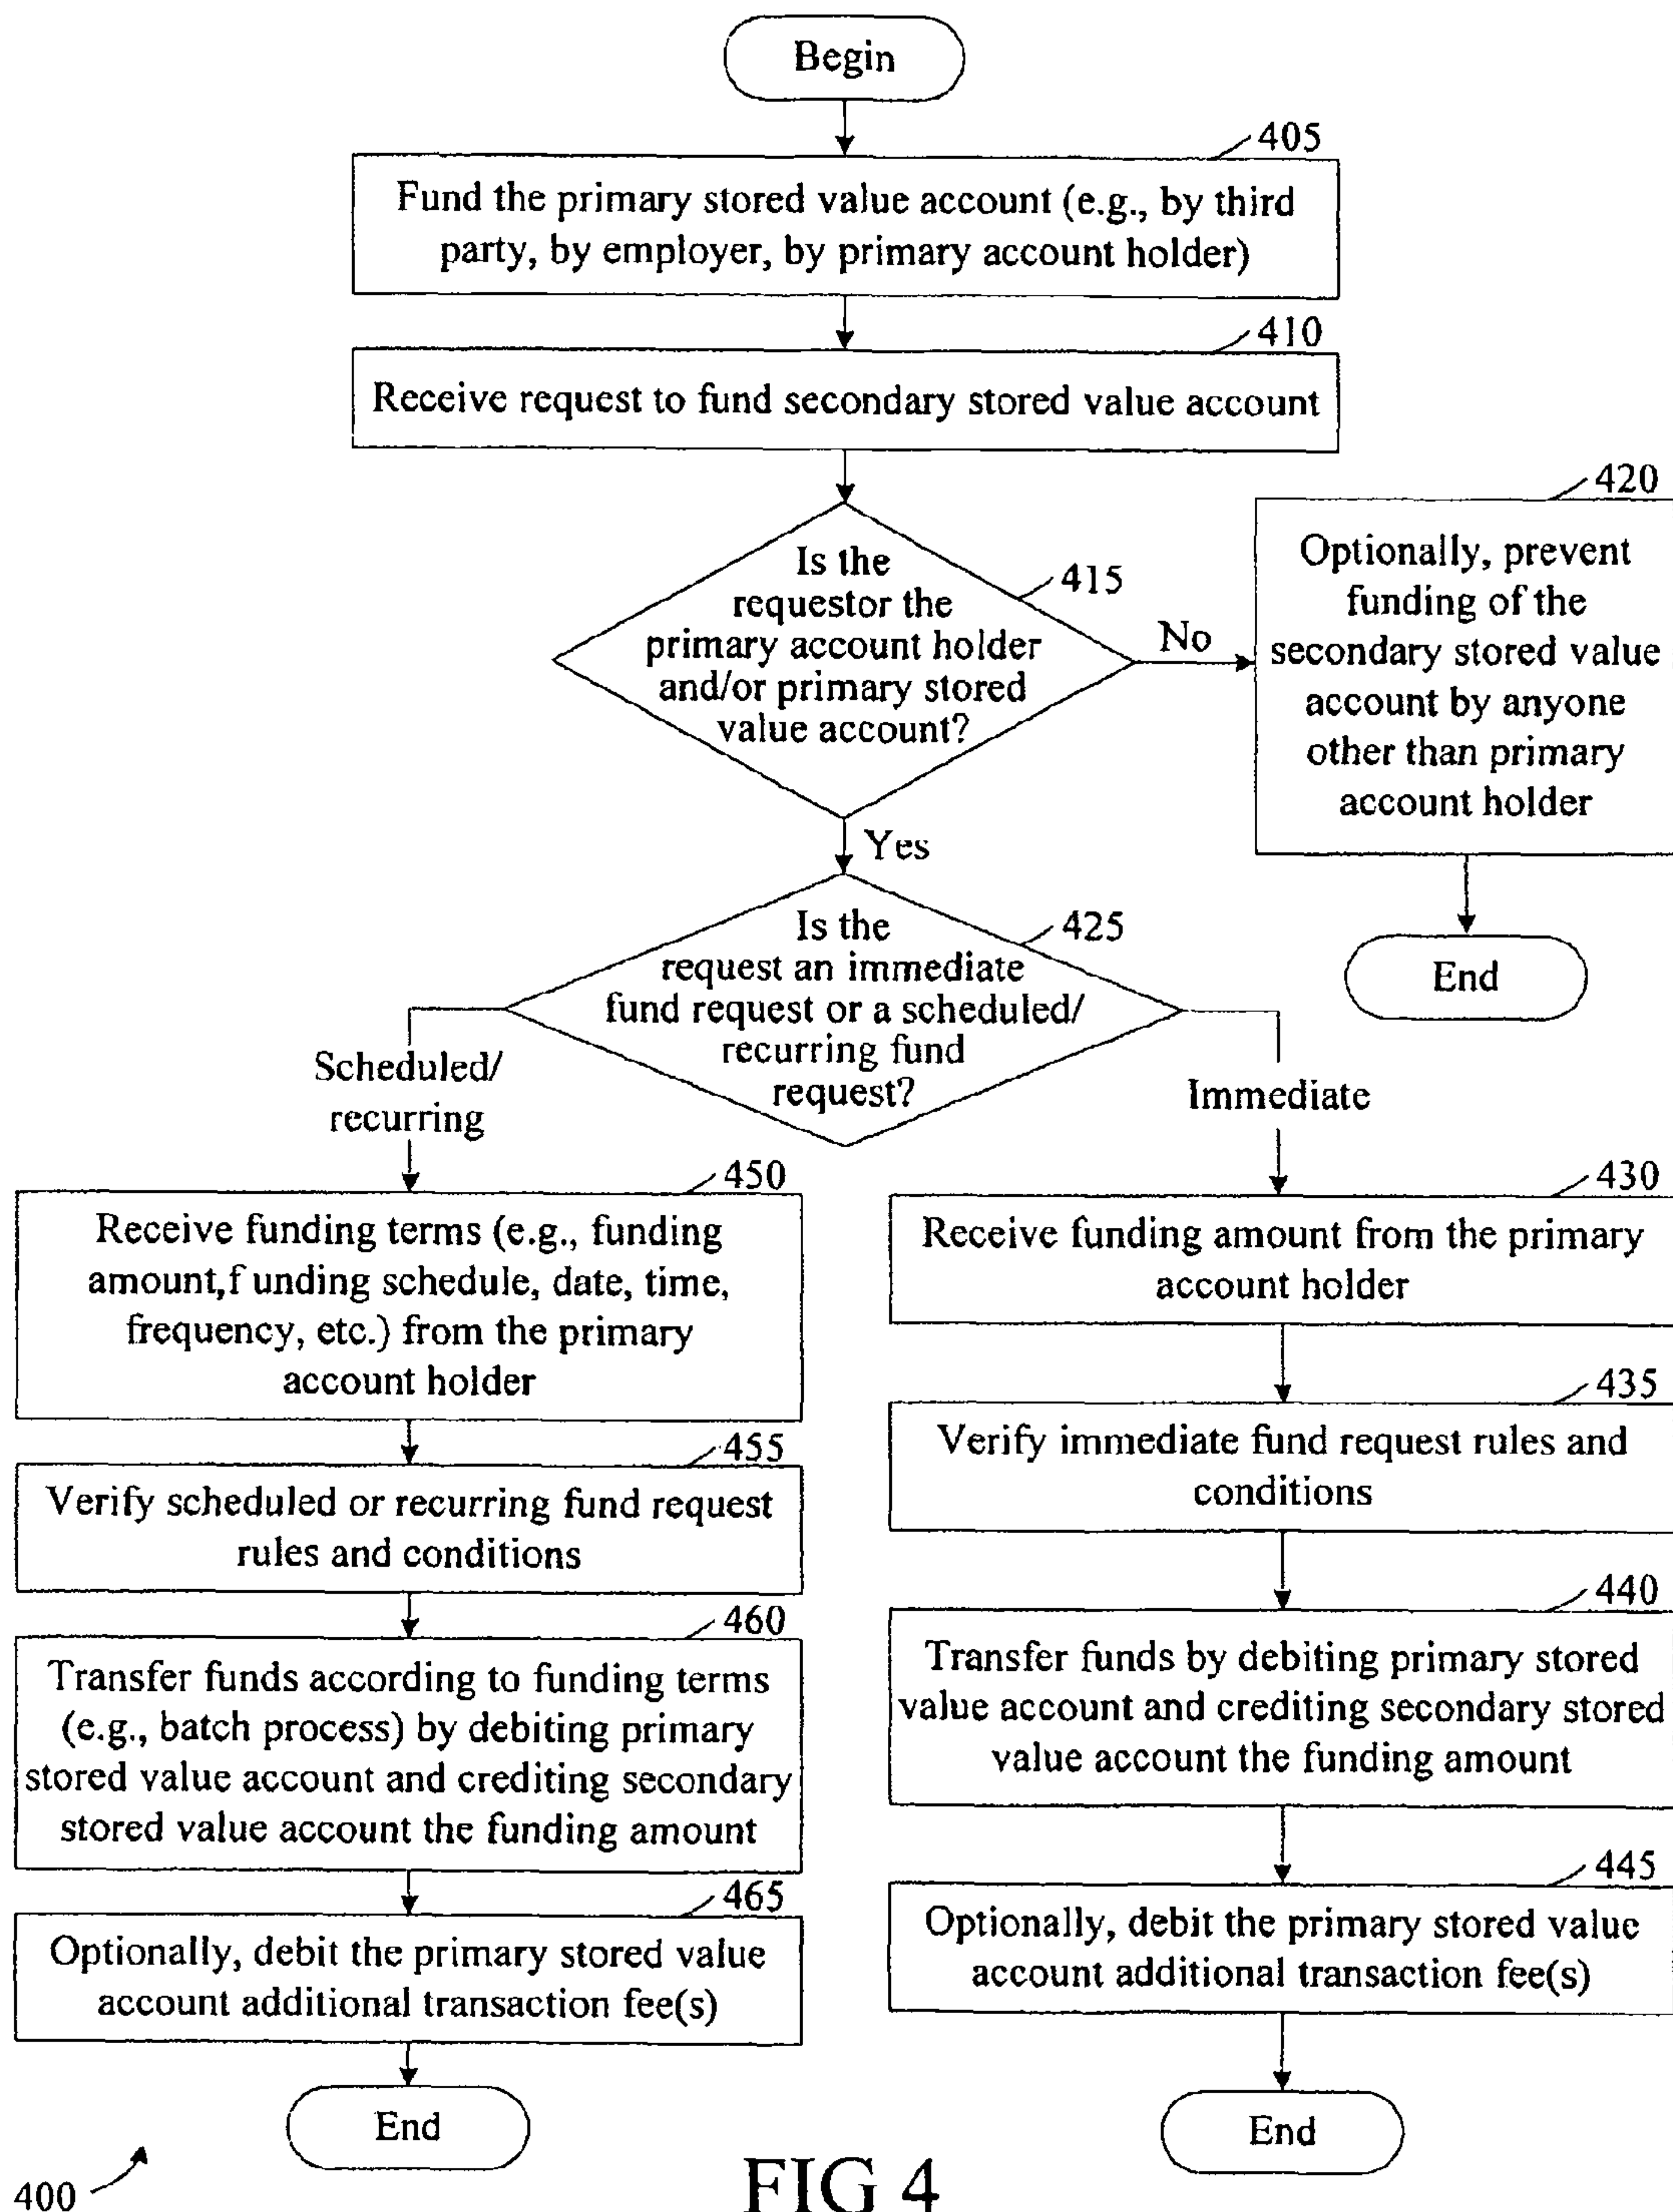 Begin
405
Fund the primary stored value account (e.g., by third
party, by employer, by primary account holder)
410
Receive request to fund secondary stored value account
415
Is the
requestor the
primary account holder
and/or primary stored
value account?
No
420
Optionally, prevent
funding of the
secondary stored value
account by anyone
other than primary
account holder
End
Yes
425
Is the
request an immediate
fund request or a scheduled/
recurring fund
request?
Scheduled/
recurring
Immediate
450
Receive funding terms (e.g., funding
amount,f unding schedule, date, time,
frequency, etc.) from the primary
account holder
455
Verify scheduled or recurring fund request
rules and conditions
460
Transfer funds according to funding terms
(e.g., batch process) by debiting primary
stored value account and crediting secondary
stored value account the funding amount
465
Optionally, debit the primary stored value
account additional transaction fee(s)
End
430
Receive funding amount from the primary
account holder
435
Verify immediate fund request rules and
conditions
440
Transfer funds by debiting primary stored
value account and crediting secondary stored
value account the funding amount
445
Optionally, debit the primary stored value
account additional transaction fee(s)
End
400
FIG 4